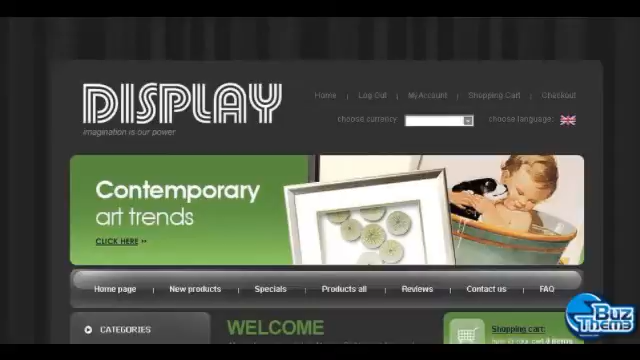 DISPLAY
imagination is our power
Home | Log Out | My Account | Shopping Cart | Checkout
choose currency: choose language:
Contemporary
art trends
CLICK HERE
Home page | New products | Specials | Products all | Reviews | Contact us | FAQ
CATEGORIES
WELCOME
Shopping cart:
Buz
Them3